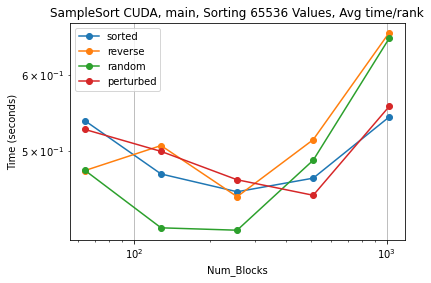 SampleSort CUDA, main, Sorting 65536 Values, Avg time/rank
sorted
reverse
random
perturbed
6 × 10⁻¹
5 × 10⁻¹
Time (seconds)
10²
10³
Num_Blocks